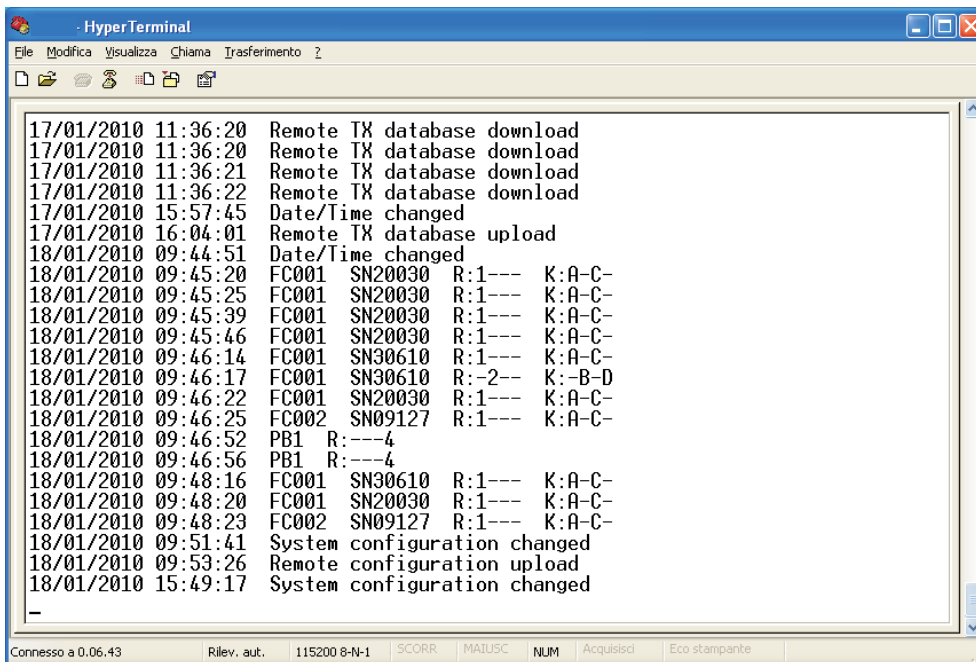 - HyperTerminal
File Modifica Visualizza Chiama Trasferimento ?
17/01/2010 11:36:20 Remote TX database download
17/01/2010 11:36:20 Remote TX database download
17/01/2010 11:36:21 Remote TX database download
17/01/2010 11:36:22 Remote TX database download
17/01/2010 15:57:45 Date/Time changed
17/01/2010 16:04:01 Remote TX database upload
18/01/2010 09:44:51 Date/Time changed
18/01/2010 09:45:20 FC001 SN20030 R:1--- K:A-C-
18/01/2010 09:45:25 FC001 SN20030 R:1--- K:A-C-
18/01/2010 09:45:39 FC001 SN20030 R:1--- K:A-C-
18/01/2010 09:45:46 FC001 SN20030 R:1--- K:A-C-
18/01/2010 09:46:14 FC001 SN30610 R:1--- K:A-C-
18/01/2010 09:46:17 FC001 SN30610 R:-2-- K:-B-D
18/01/2010 09:46:22 FC001 SN20030 R:1--- K:A-C-
18/01/2010 09:46:25 FC002 SN09127 R:1--- K:A-C-
18/01/2010 09:46:52 PB1 R:---4
18/01/2010 09:46:56 PB1 R:---4
18/01/2010 09:48:16 FC001 SN30610 R:1--- K:A-C-
18/01/2010 09:48:20 FC001 SN20030 R:1--- K:A-C-
18/01/2010 09:48:23 FC002 SN09127 R:1--- K:A-C-
18/01/2010 09:51:41 System configuration changed
18/01/2010 09:53:26 Remote configuration upload
18/01/2010 15:49:17 System configuration changed
_
Connesso a 0.06.43 Rilev. aut. 115200 8-N-1 SCORR MAIUSC NUM Acquisisci Eco stampante